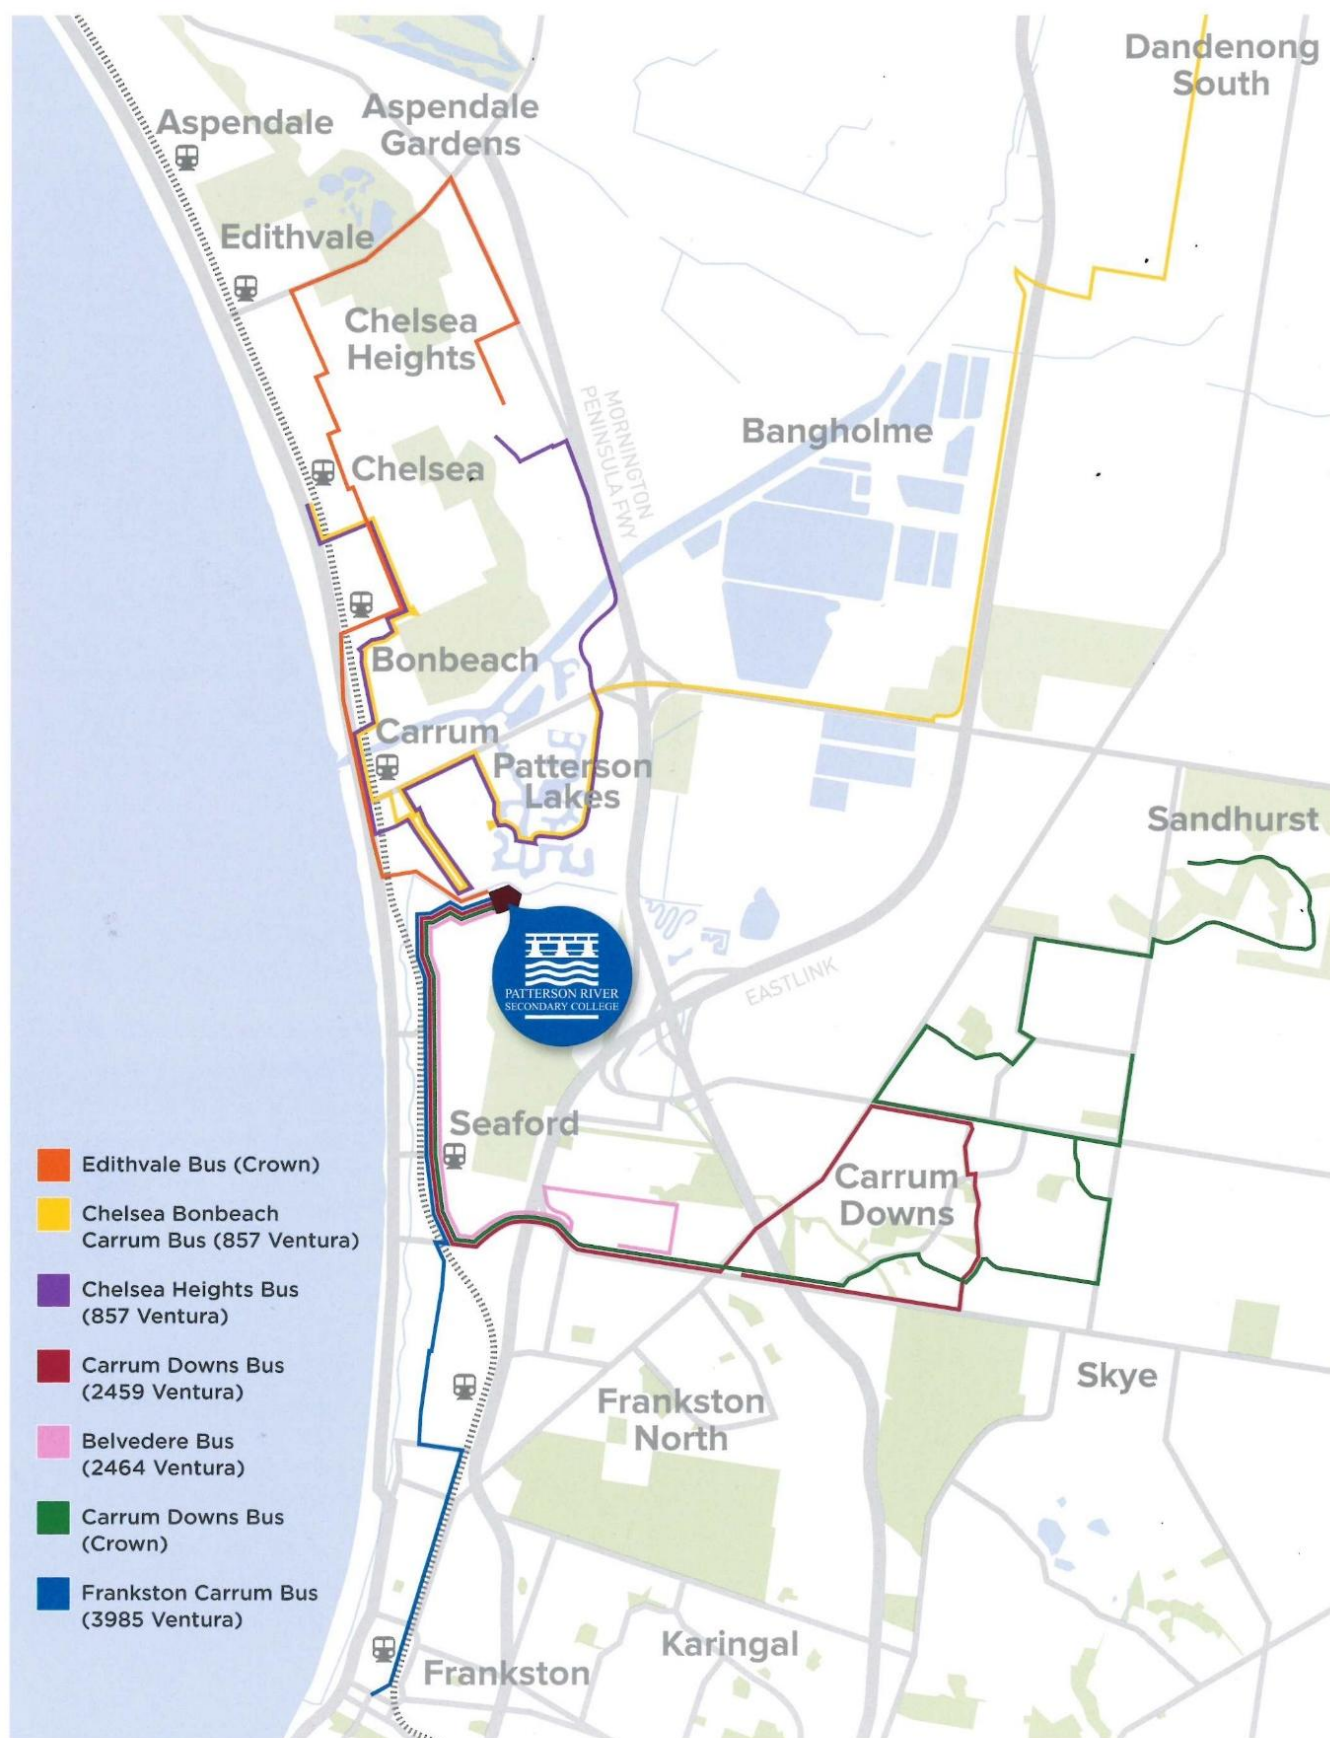 Dandenong
South
Aspendale
Aspendale
Gardens
Edithvale
Chelsea
Heights
MORNINGTON
PENINSULA FWY
Bangholme
Chelsea
Bonbeach
Carrum
Patterson
Lakes
Sandhurst
PATTERSON RIVER
SECONDARY COLLEGE
EASTLINK
Seaford
Carrum
Downs
Edithvale Bus (Crown)
Chelsea Bonbeach
Carrum Bus (857 Ventura)
Chelsea Heights Bus
(857 Ventura)
Carrum Downs Bus
(2459 Ventura)
Belvedere Bus
(2464 Ventura)
Carrum Downs Bus
(Crown)
Frankston Carrum Bus
(3985 Ventura)
Skye
Frankston
North
Karingal
Frankston